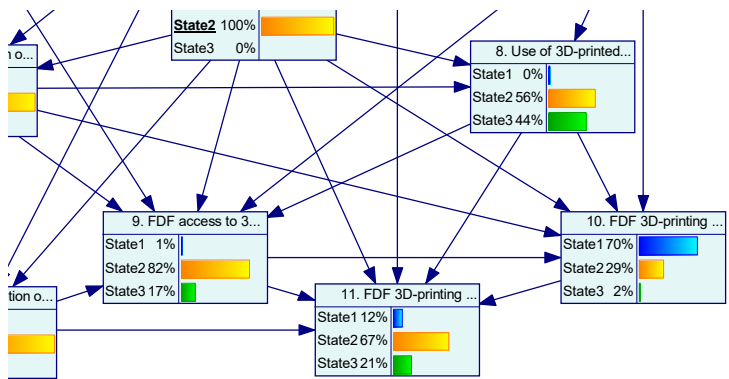 State2 100%
State3 0%
n o...
8. Use of 3D-printed...
State1 0%
State2 56%
State3 44%
9. FDF access to 3...
State1 1%
State2 82%
State3 17%
10. FDF 3D-printing ...
State1 70%
State2 29%
State3 2%
tion o...
11. FDF 3D-printing ...
State1 12%
State2 67%
State3 21%